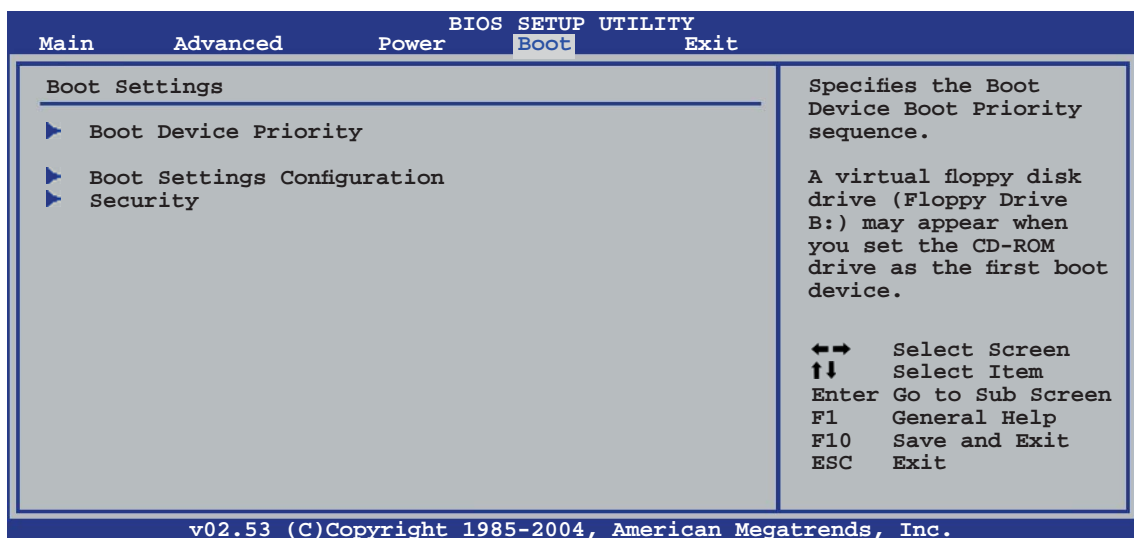 BIOS SETUP UTILITY
Main Advanced Power Boot Exit
Boot Settings
Boot Device Priority
Boot Settings Configuration
Security
Specifies the Boot
Device Boot Priority
sequence.
A virtual floppy disk
drive (Floppy Drive
B:) may appear when
you set the CD-ROM
drive as the first boot
device.
←→ Select Screen
↑↓ Select Item
Enter Go to Sub Screen
F1 General Help
F10 Save and Exit
ESC Exit
v02.53 (C)Copyright 1985-2004, American Megatrends, Inc.